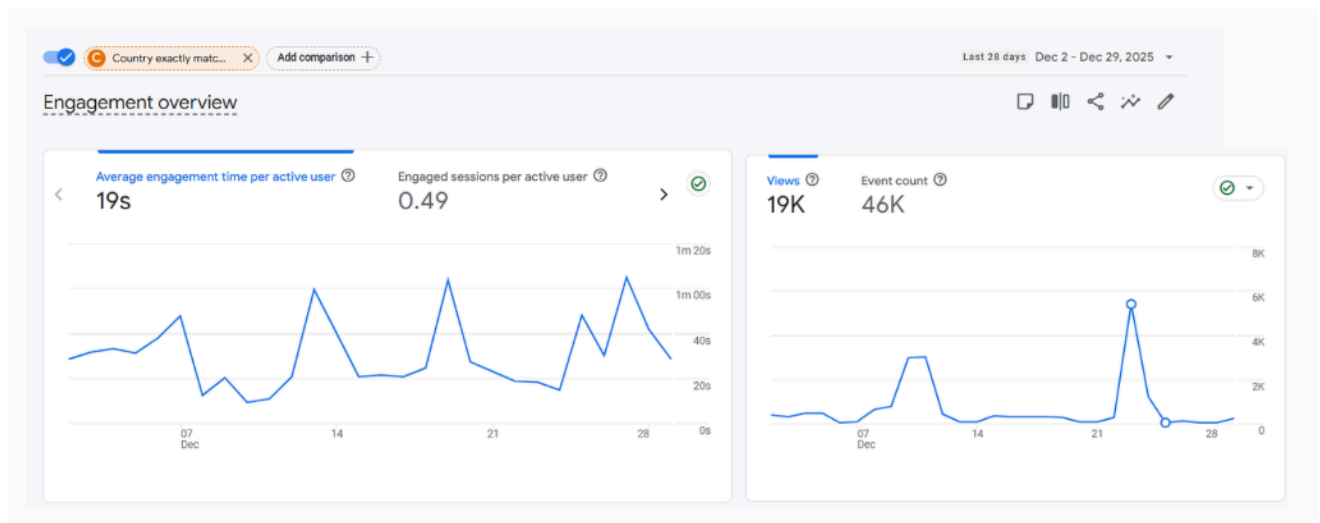 C Country exactly matc... Add comparison +
Last 28 days Dec 2 - Dec 29, 2025
Engagement overview
Average engagement time per active user
19s
Engaged sessions per active user
0.49
1m 20s
1m 00s
40s
20s
0s
07
Dec
14
21
28
Views
19K
Event count
46K
8K
6K
4K
2K
0
07
Dec
14
21
28